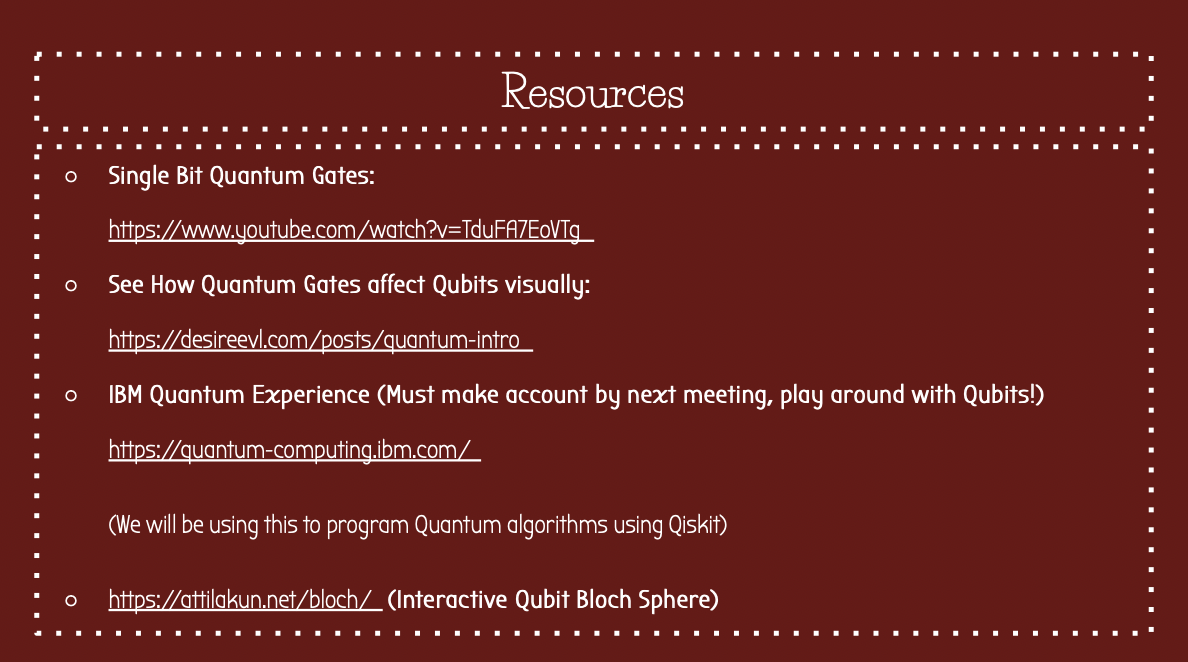 Resources
Single Bit Quantum Gates:
https://www.youtube.com/watch?v=TduFA7EoVTg
See How Quantum Gates affect Qubits visually:
https://desireevl.com/posts/quantum-intro
IBM Quantum Experience (Must make account by next meeting, play around with Qubits!)
https://quantum-computing.ibm.com/
(We will be using this to program Quantum algorithms using Qiskit)
https://attilakun.net/bloch/ (Interactive Qubit Bloch Sphere)